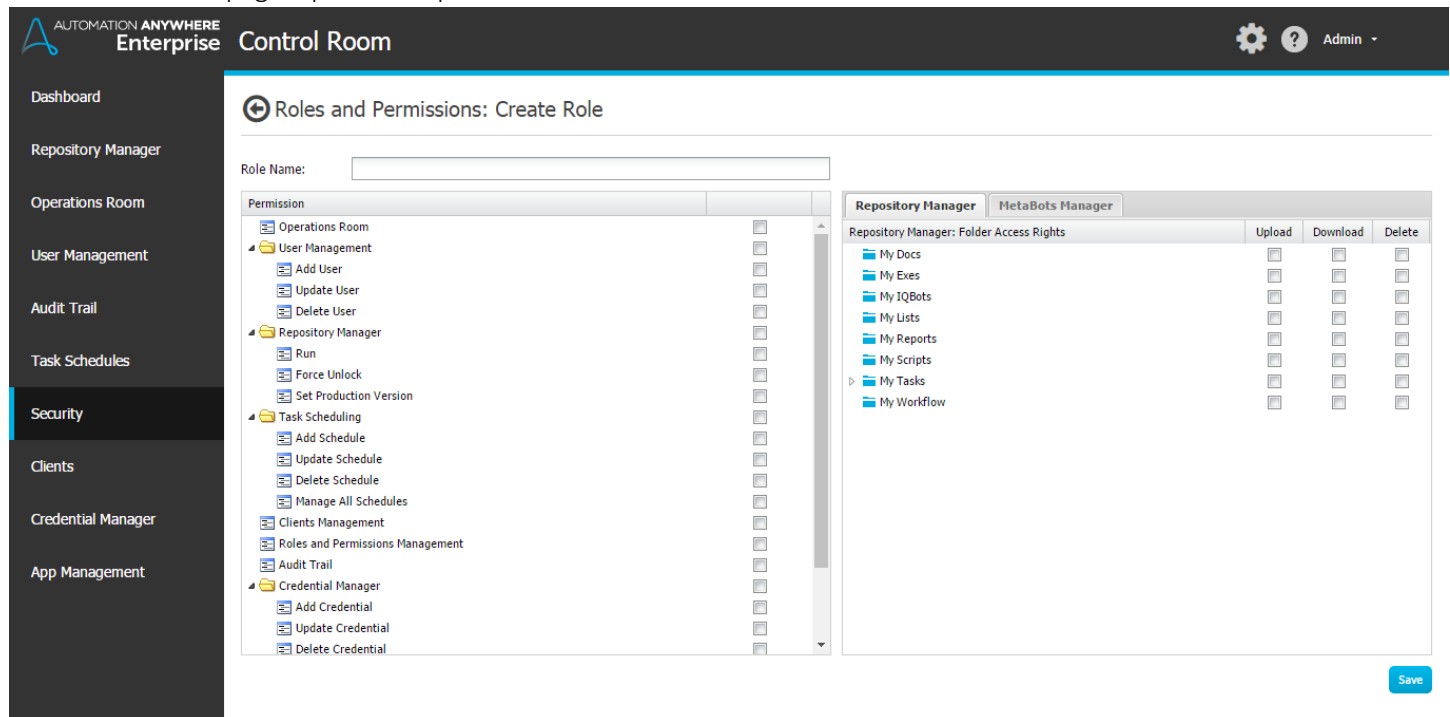 AUTOMATION ANYWHERE
Enterprise
Control Room
Admin
Dashboard
Repository Manager
Operations Room
User Management
Audit Trail
Task Schedules
Security
Clients
Credential Manager
App Management
Roles and Permissions: Create Role
Role Name:
Permission
Operations Room
User Management
Add User
Update User
Delete User
Repository Manager
Run
Force Unlock
Set Production Version
Task Scheduling
Add Schedule
Update Schedule
Delete Schedule
Manage All Schedules
Clients Management
Roles and Permissions Management
Audit Trail
Credential Manager
Add Credential
Update Credential
Delete Credential
Repository Manager MetaBots Manager
Repository Manager: Folder Access Rights Upload Download Delete
My Docs
My Exes
My IQBots
My Lists
My Reports
My Scripts
My Tasks
My Workflow
Save